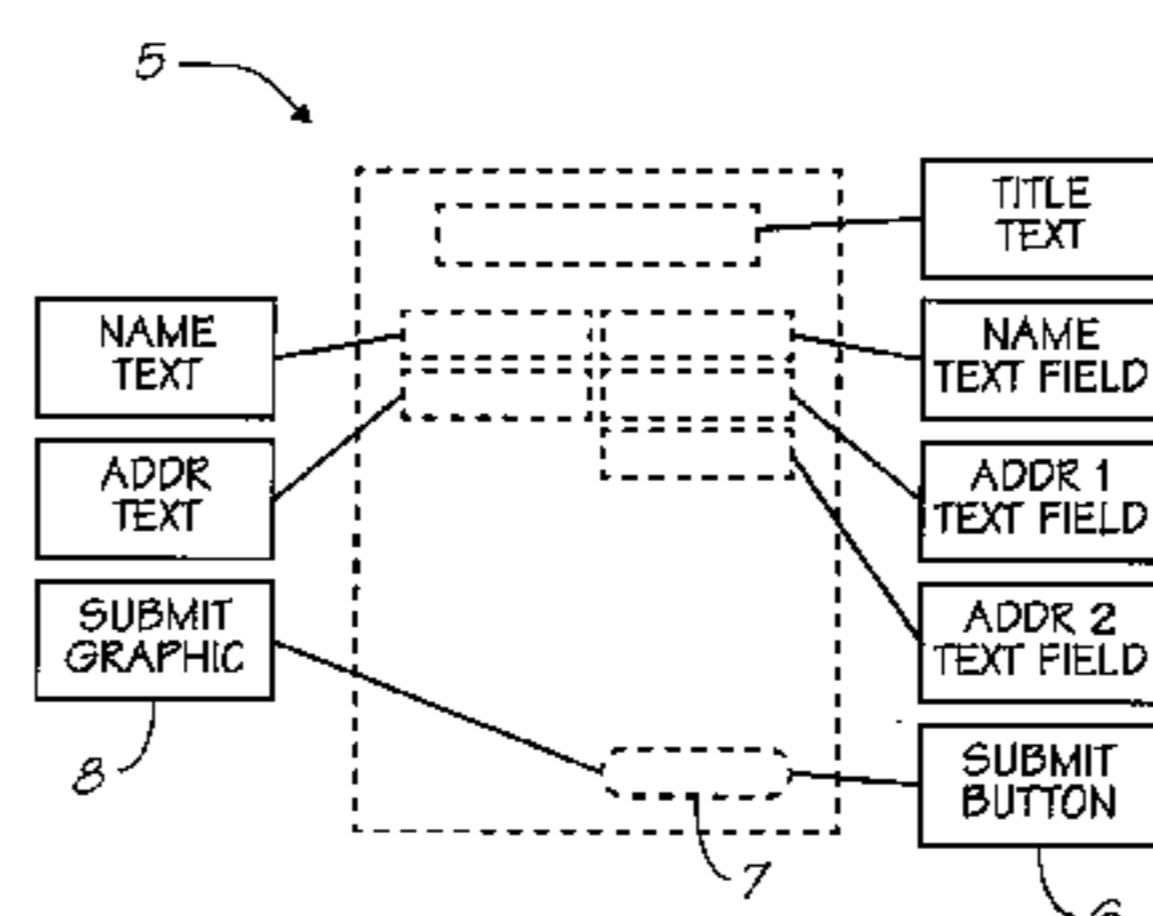 5
TITLE
TEXT
NAME
TEXT
NAME
TEXT FIELD
ADDR
TEXT
ADDR 1
TEXT FIELD
SUBMIT
GRAPHIC
ADDR 2
TEXT FIELD
SUBMIT
BUTTON
8
7